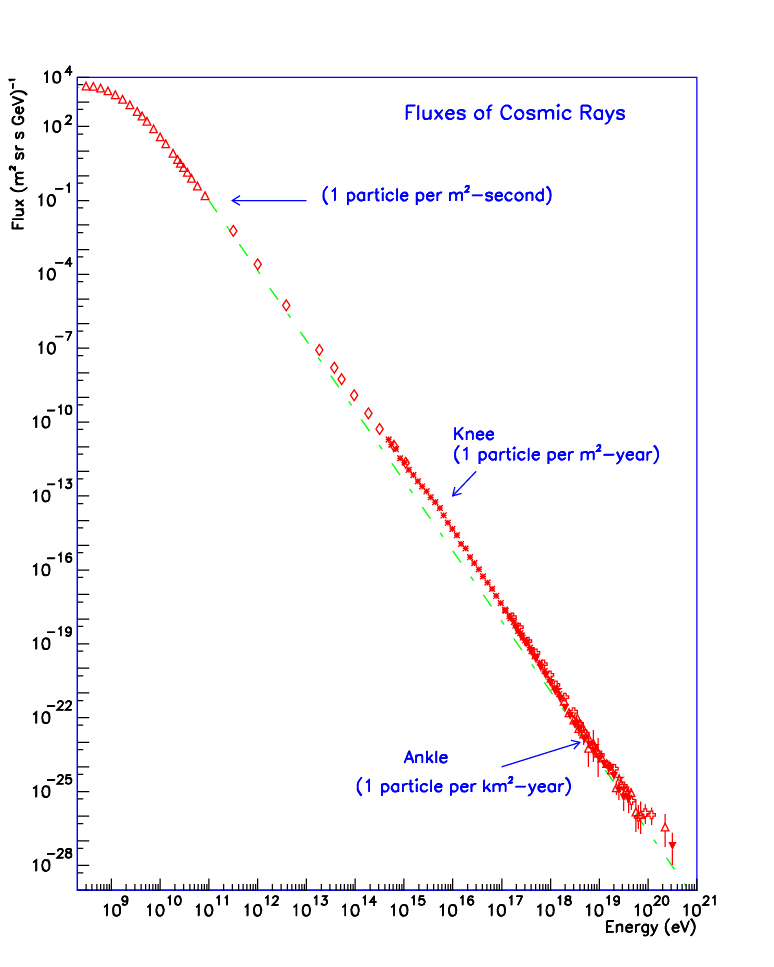 Fluxes of Cosmic Rays
Flux (m² sr s GeV)⁻¹
10⁴
10²
10⁻¹
10⁻⁴
10⁻⁷
10⁻¹⁰
10⁻¹³
10⁻¹⁶
10⁻¹⁹
10⁻²²
10⁻²⁵
10⁻²⁸
(1 particle per m²−second)
Knee
(1 particle per m²−year)
Ankle
(1 particle per km²−year)
10⁹ 10¹⁰ 10¹¹ 10¹² 10¹³ 10¹⁴ 10¹⁵ 10¹⁶ 10¹⁷ 10¹⁸ 10¹⁹ 10²⁰ 10²¹
Energy (eV)